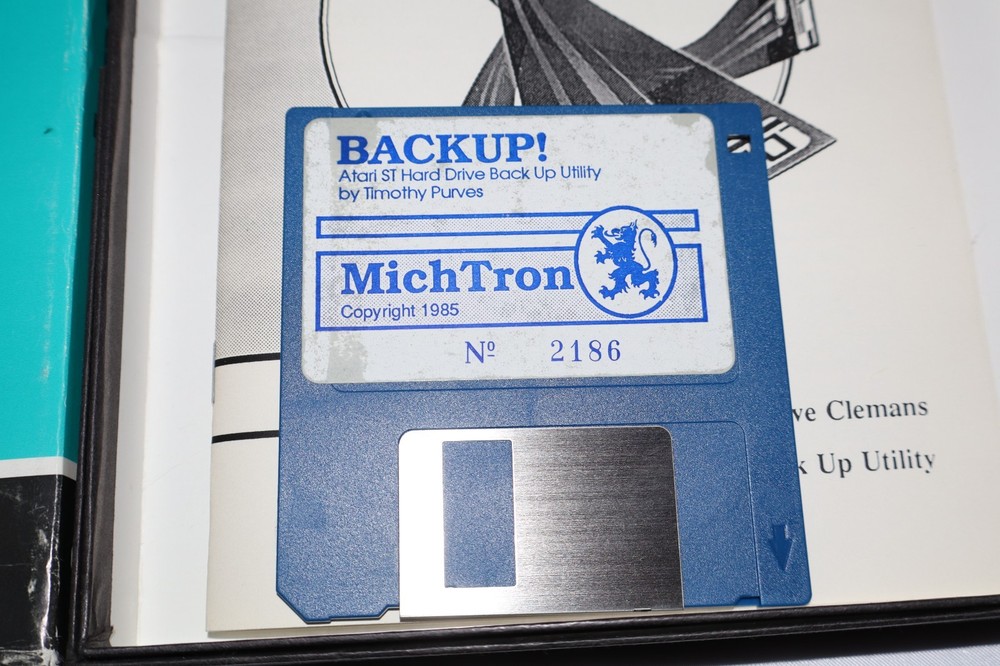 BACKUP!
Atari ST Hard Drive Back Up Utility
by Timothy Purves
MichTron
Copyright 1985
Nº 2186
Clemans
Up Utility